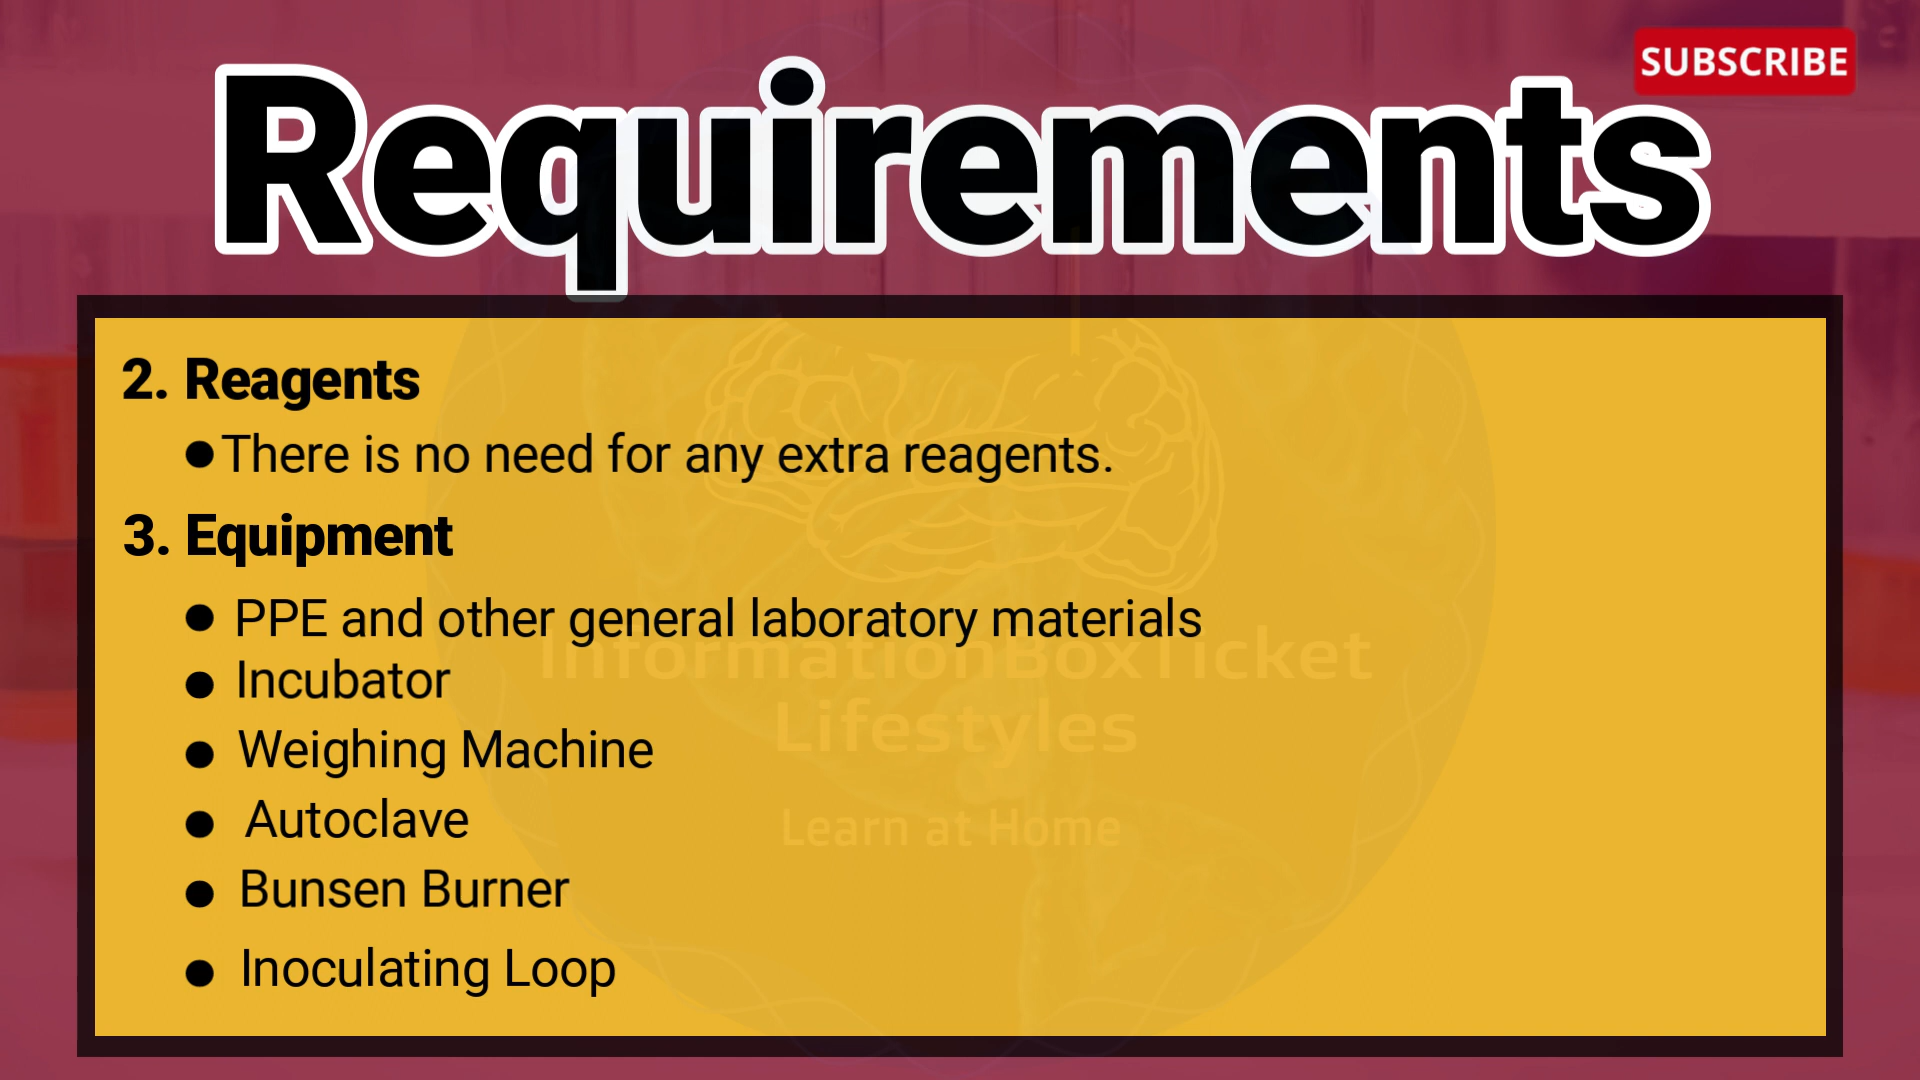 SUBSCRIBE
Requirements
2. Reagents
● There is no need for any extra reagents.
3. Equipment
● PPE and other general laboratory materials
● Incubator
● Weighing Machine
● Autoclave
● Bunsen Burner
● Inoculating Loop
InformationBoxTicket
Lifestyles
Learn at Home